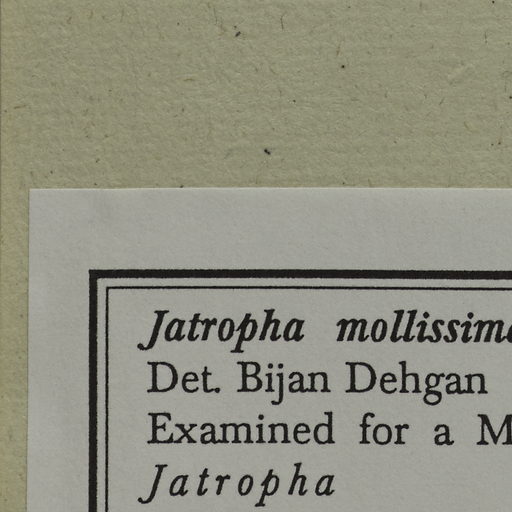 Jatropha mollissima
Det. Bijan Dehgan
Examined for a M
Jatropha